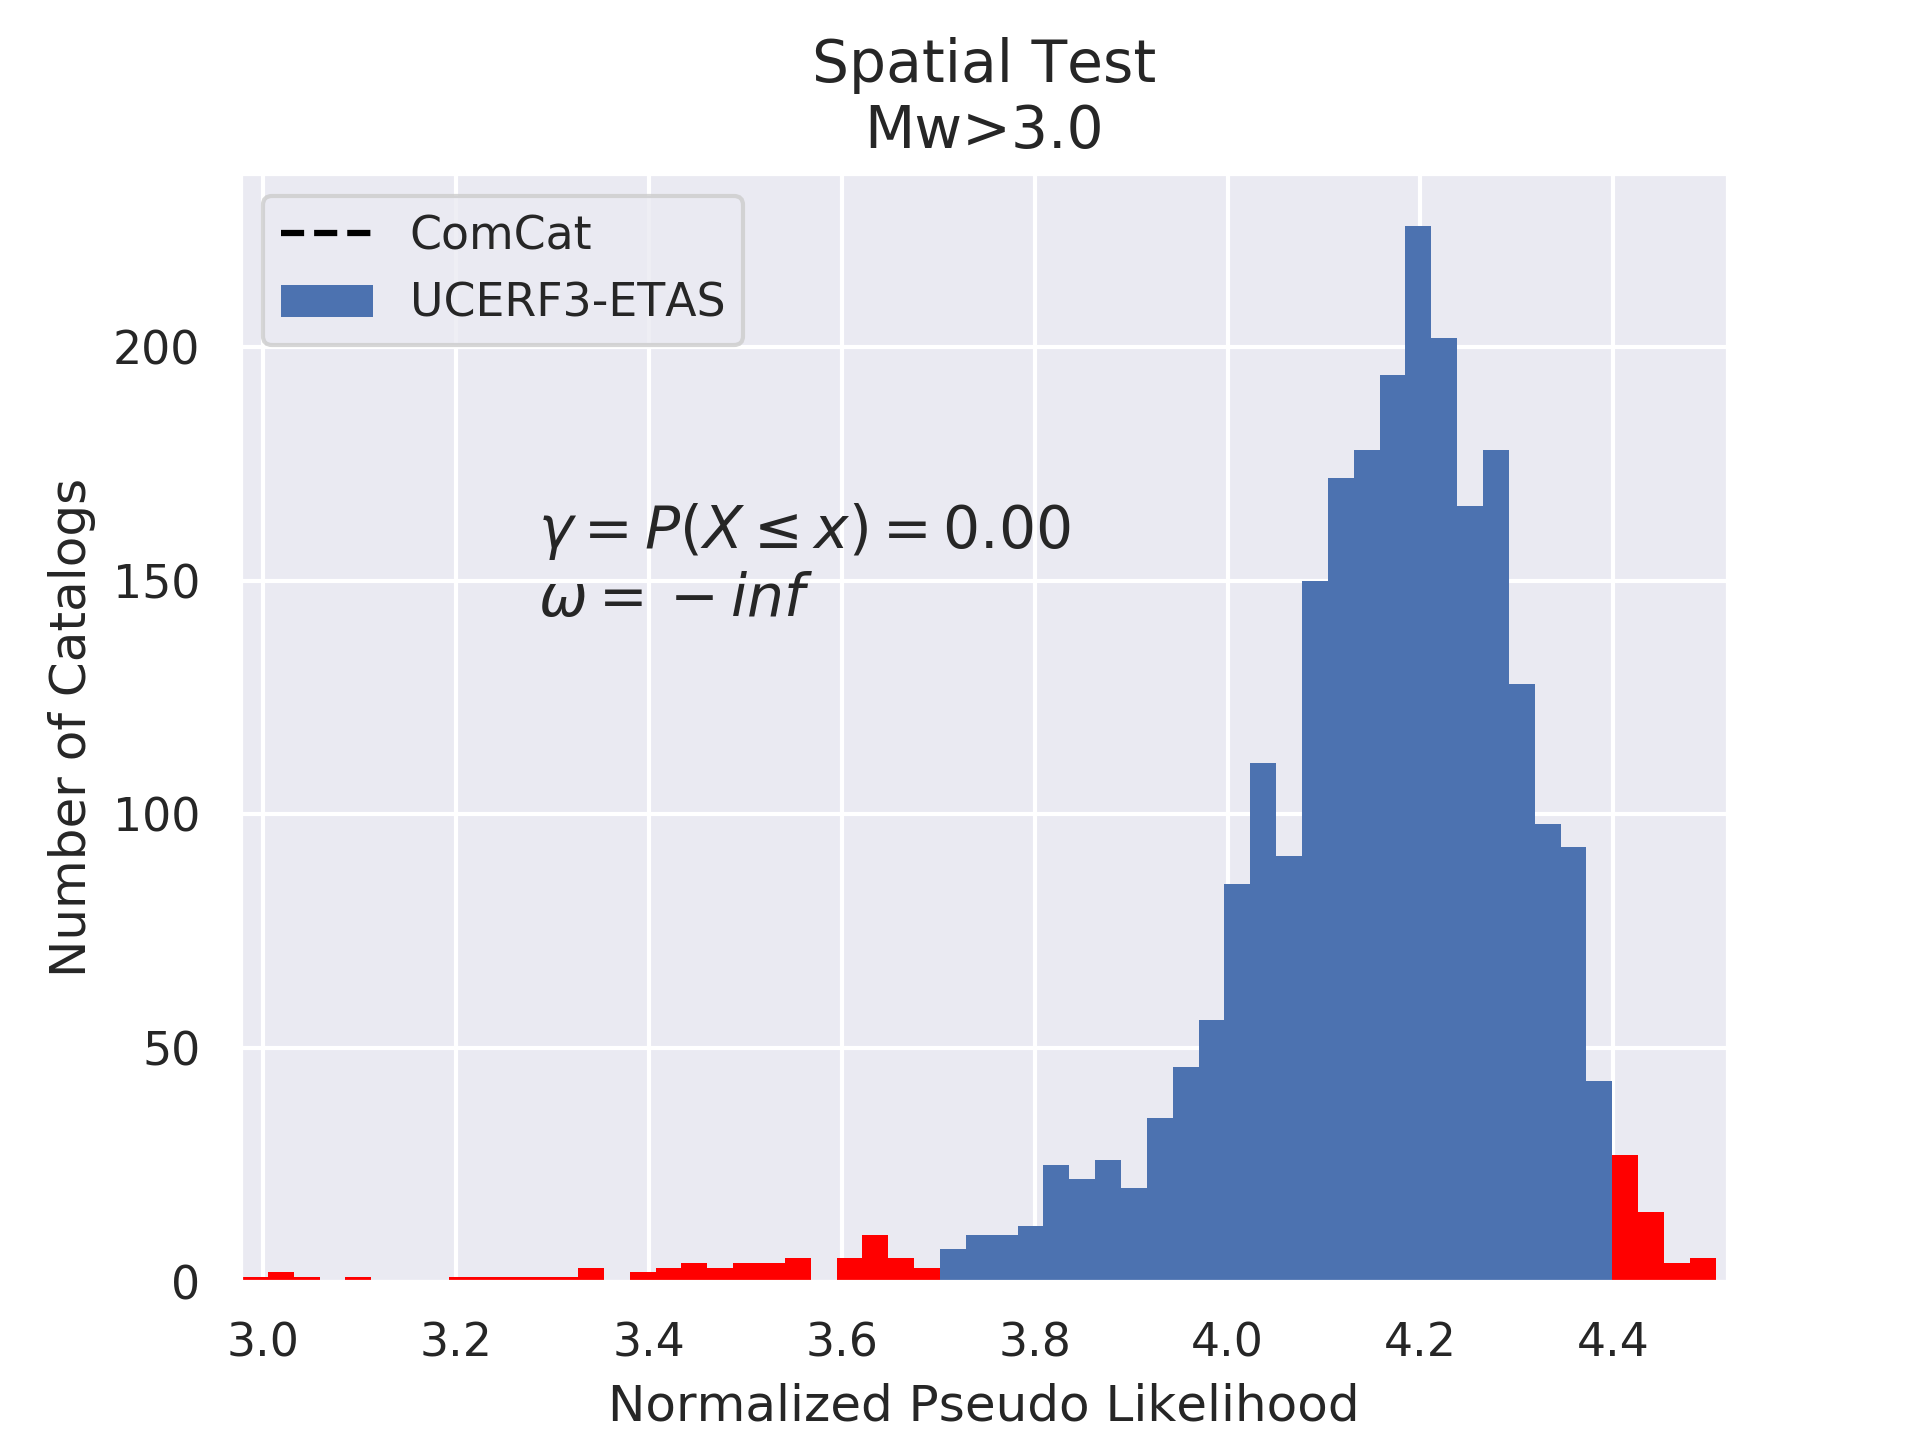 Spatial Test
Mw>3.0
ComCat
UCERF3-ETAS
γ = P(X ≤ x) = 0.00
ω = − inf
Number of Catalogs
200
150
100
50
0
3.0 3.2 3.4 3.6 3.8 4.0 4.2 4.4
Normalized Pseudo Likelihood